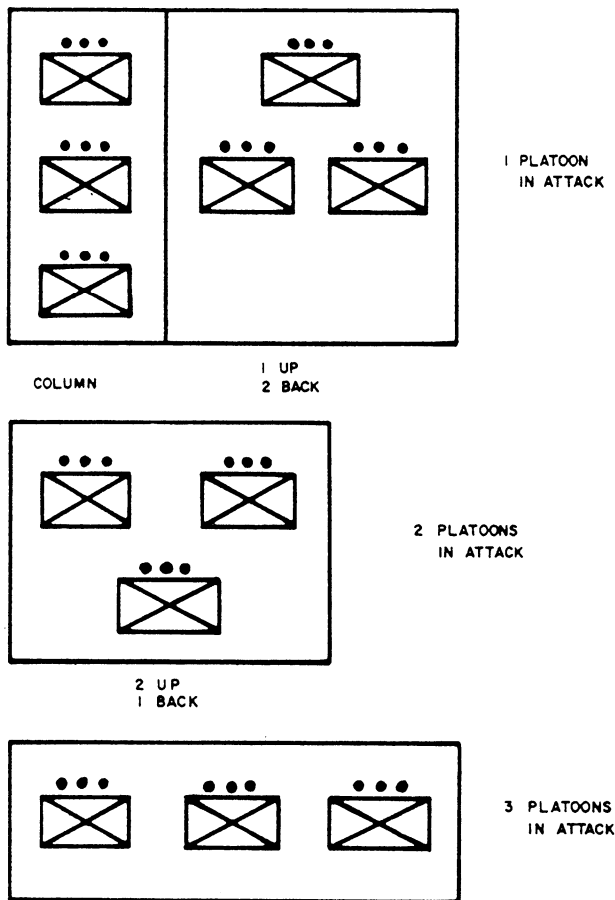 1 PLATOON
IN ATTACK
COLUMN
1 UP
2 BACK
2 PLATOONS
IN ATTACK
2 UP
1 BACK
3 PLATOONS
IN ATTACK